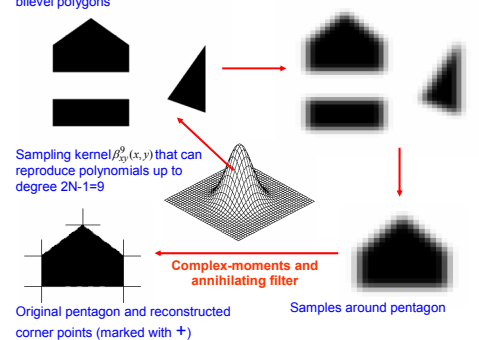 bilevel polygons
Sampling kernel β⁹ₓᵧ(x, y) that can
reproduce polynomials up to
degree 2N-1=9
Complex-moments and
annihilating filter
Samples around pentagon
Original pentagon and reconstructed
corner points (marked with +)